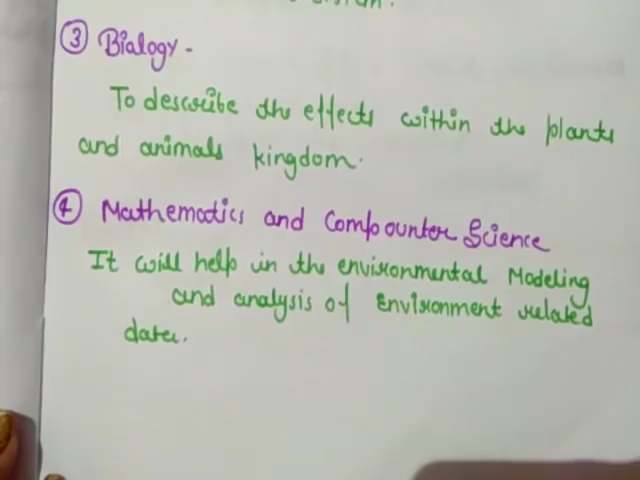 ③ Bialogy -
To describe the effects within the plants
and animals kingdom.
④ Mathematics and Compounter Science
It will help in the environmental Modeling
and analysis of Environment related
date.